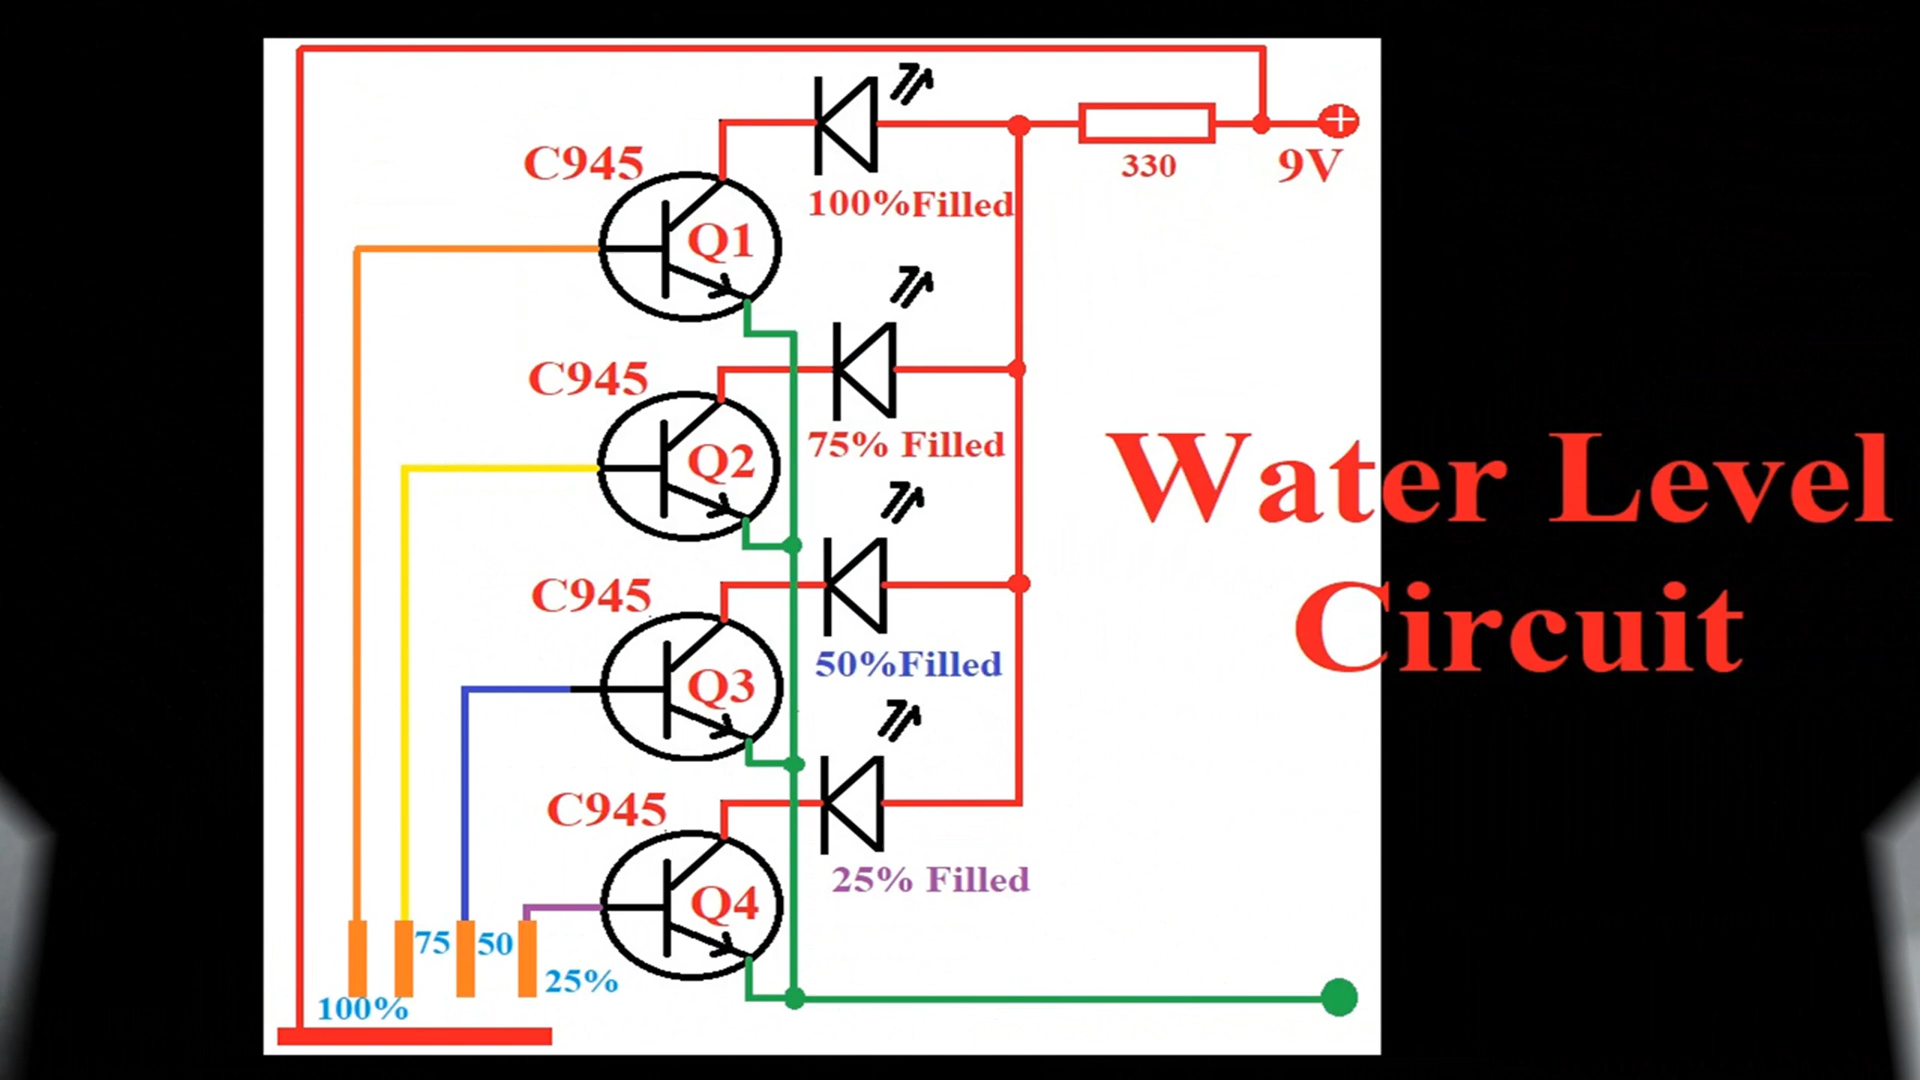 C945
Q1
100%Filled
330
+
9V
C945
Q2
75% Filled
Water Level
Circuit
C945
Q3
50%Filled
C945
Q4
25% Filled
75
50
25%
100%